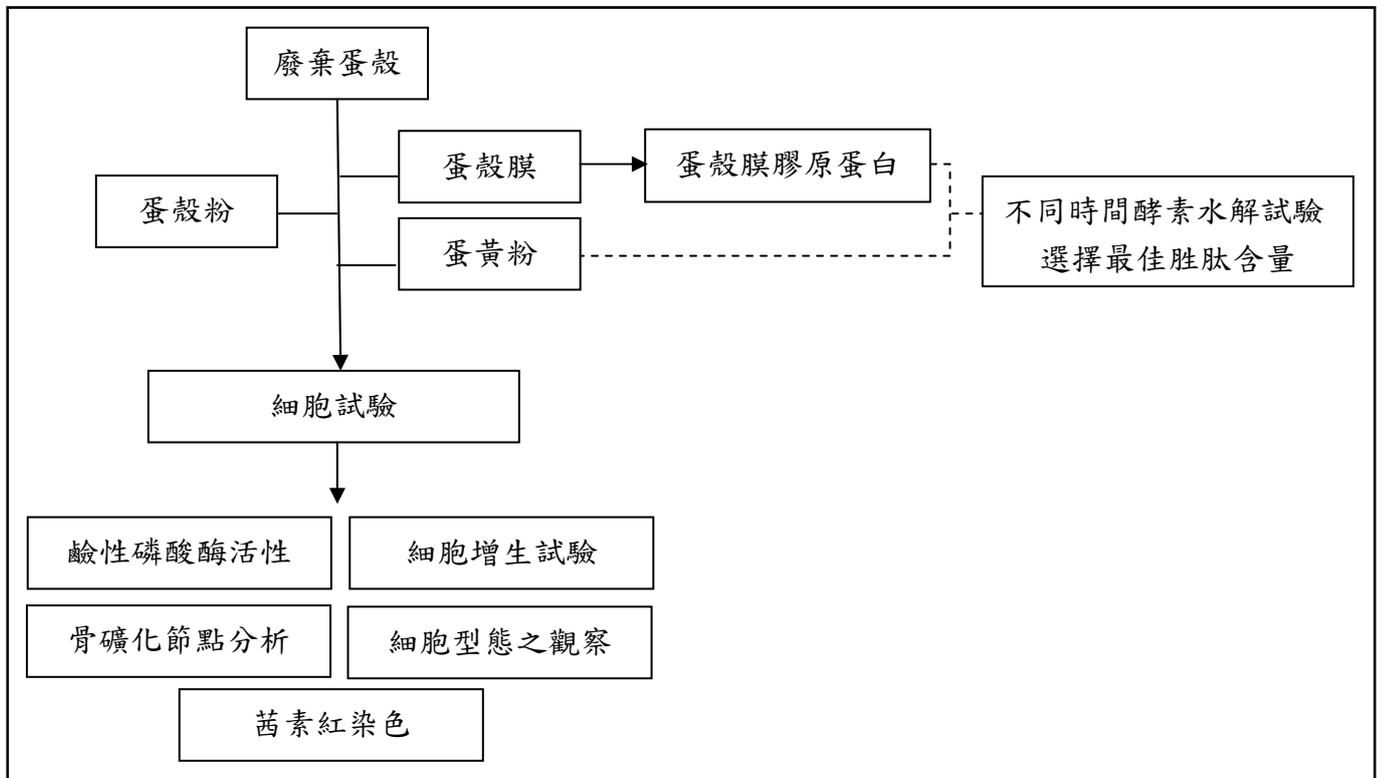 廢棄蛋殼
蛋殼膜
蛋殼膜膠原蛋白
蛋殼粉
蛋黃粉
不同時間酵素水解試驗
選擇最佳胜肽含量
細胞試驗
鹼性磷酸酶活性
細胞增生試驗
骨礦化節點分析
細胞型態之觀察
茜素紅染色